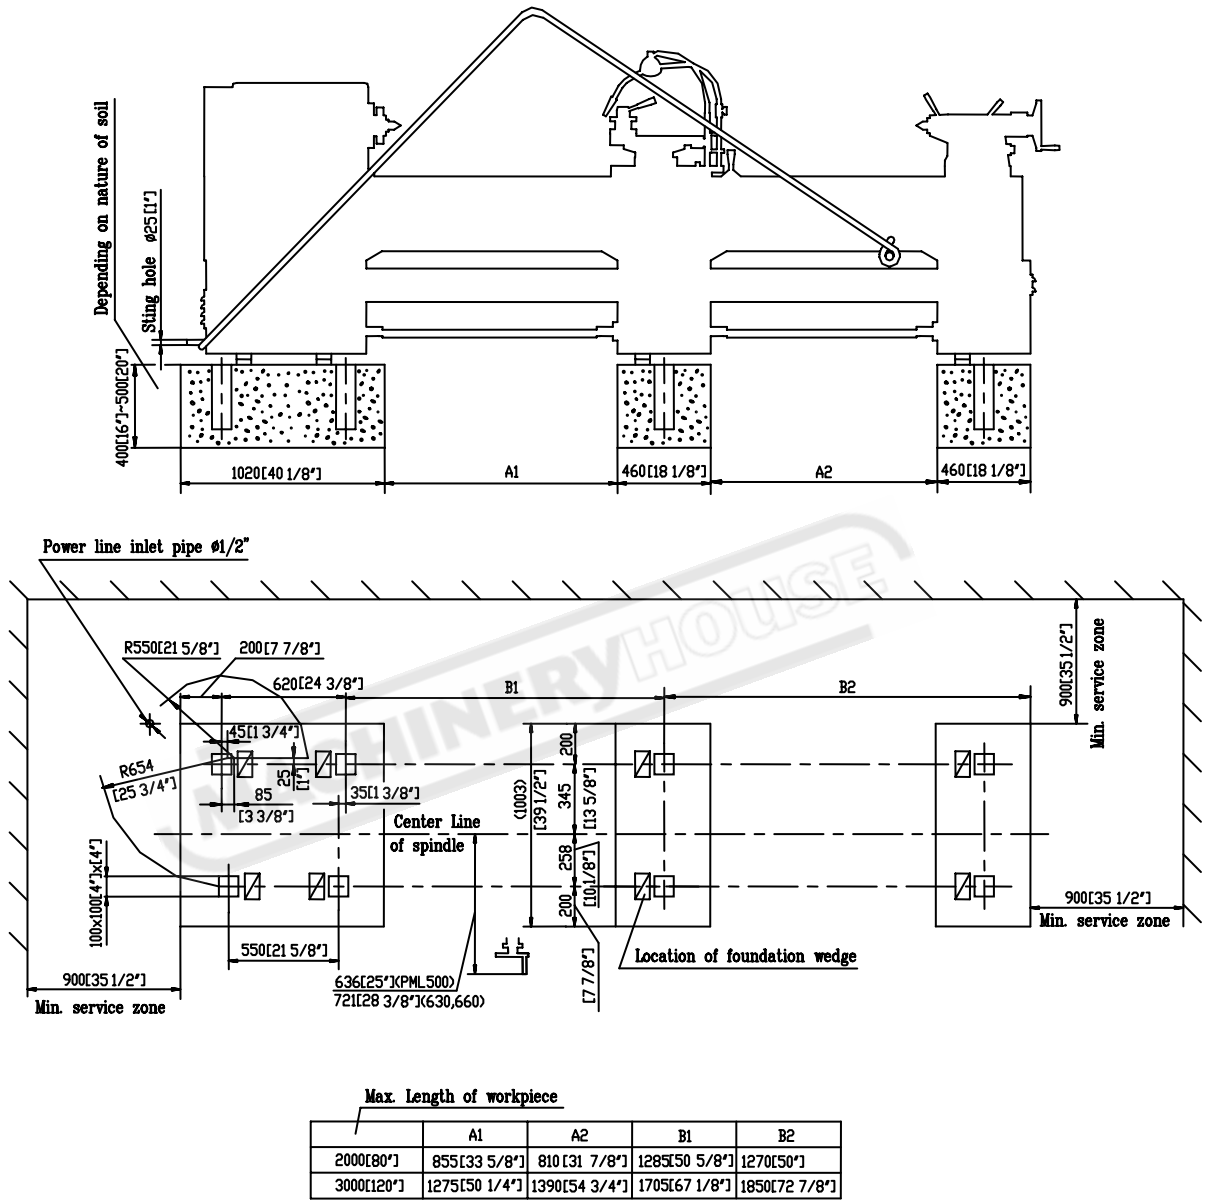 Depending on nature of soil
Sting hole ø25[1"]
400[16"]~500[20"]
1020[40 1/8"]
A1
460[18 1/8"]
A2
460[18 1/8"]
Power line inlet pipe ø1/2"
MACHINERYHOUSE
R550[21 5/8"]
200[7 7/8"]
620[24 3/8"]
B1
B2
900[35 1/2"]
Min. service zone
45[1 3/4"]
R654
[25 3/4"]
25
[1"]
85
[3 3/8"]
35[1 3/8"]
Center Line
of spindle
(1003)
[39 1/2"]
200
345
[13 5/8"]
258
[10 1/8"]
200
[7 7/8"]
100x100[4"]x[4"]
550[21 5/8"]
636[25"](PML500)
721[28 3/8"](630,660)
Location of foundation wedge
900[35 1/2"]
Min. service zone
900[35 1/2"]
Min. service zone
Max. Length of workpiece
A1 A2 B1 B2
2000[80"] 855[33 5/8"] 810[31 7/8"] 1285[50 5/8"] 1270[50"]
3000[120"] 1275[50 1/4"] 1390[54 3/4"] 1705[67 1/8"] 1850[72 7/8"]